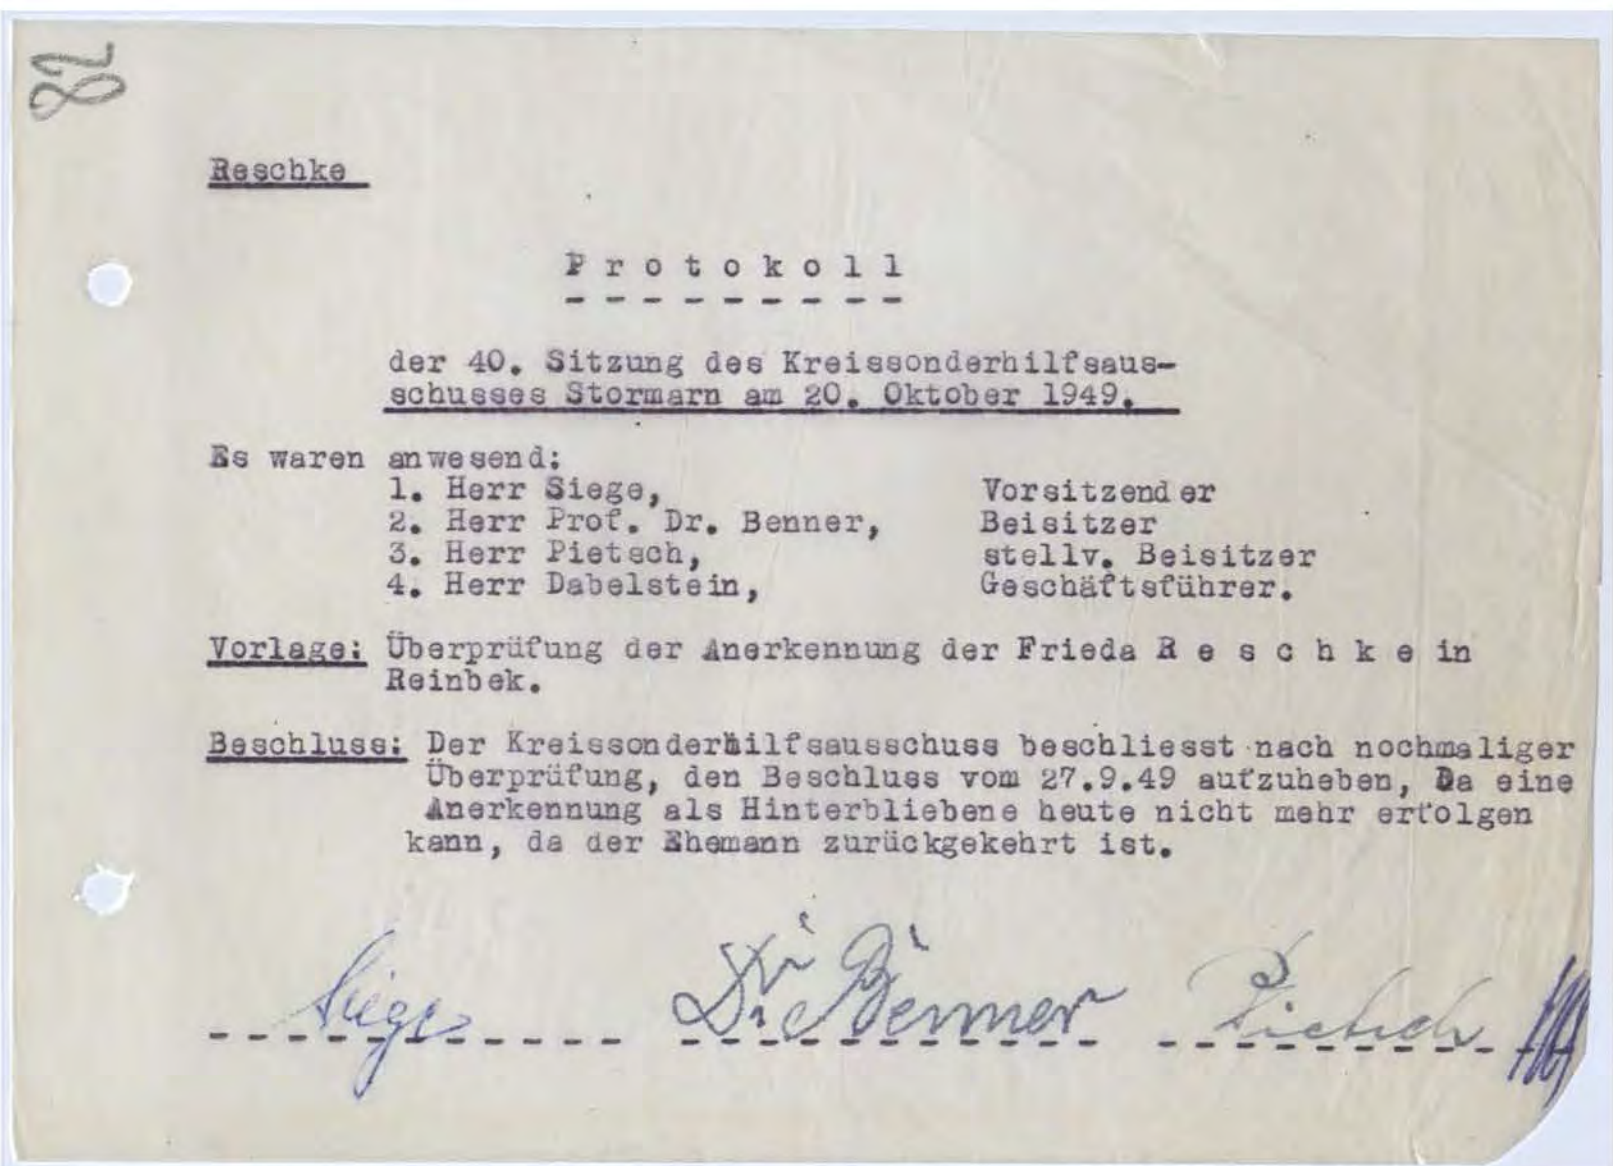 82
Reschke
Protokoll
---------
der 40. Sitzung des Kreissonderhilfsaus-
schusses Stormarn am 20. Oktober 1949.
Es waren anwesend:
1. Herr Siege, Vorsitzender
2. Herr Prof. Dr. Benner, Beisitzer
3. Herr Pietsch, stellv. Beisitzer
4. Herr Dabelstein, Geschäftsführer.
Vorlage: Überprüfung der Anerkennung der Frieda R e s c h k e in
Reinbek.
Beschluss: Der Kreissonderhilfsausschuss beschliesst nach nochmaliger
Überprüfung, den Beschluss vom 27.9.49 aufzuheben, Da eine
Anerkennung als Hinterbliebene heute nicht mehr erfolgen
kann, da der Ehemann zurückgekehrt ist.
Siege Dr. Benner Pietsch